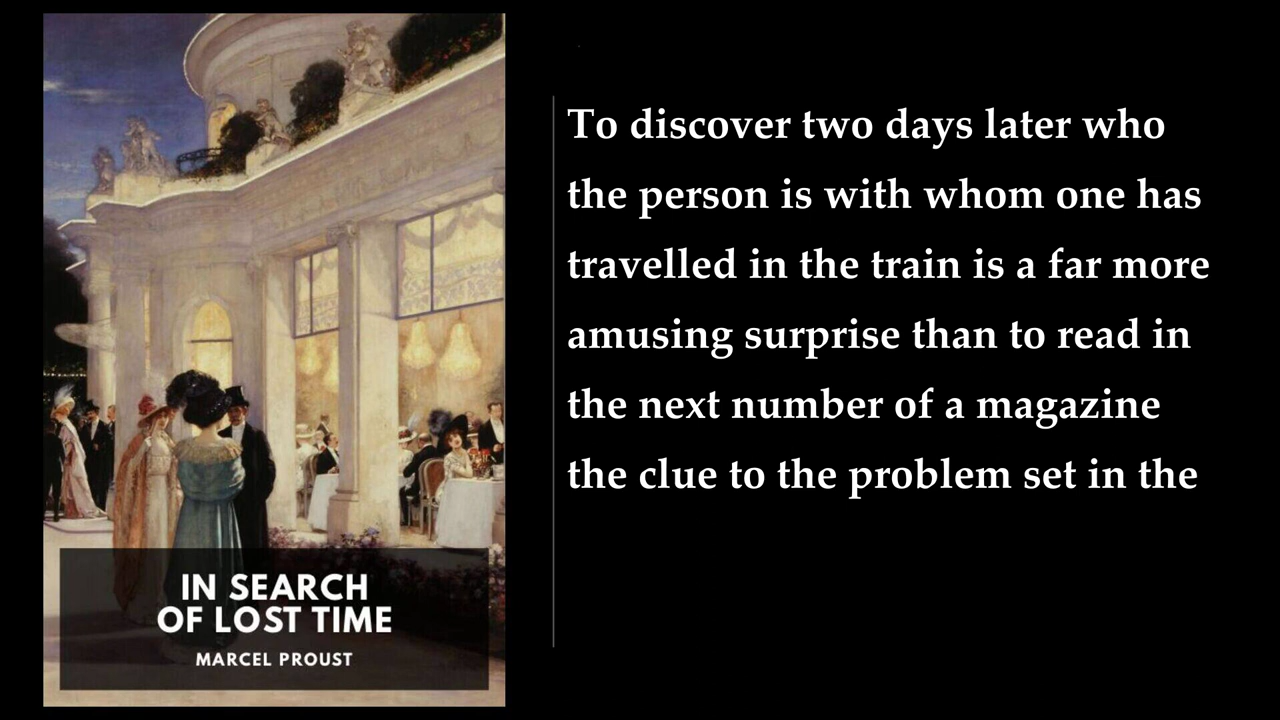 IN SEARCH
OF LOST TIME
MARCEL PROUST
To discover two days later who
the person is with whom one has
travelled in the train is a far more
amusing surprise than to read in
the next number of a magazine
the clue to the problem set in the